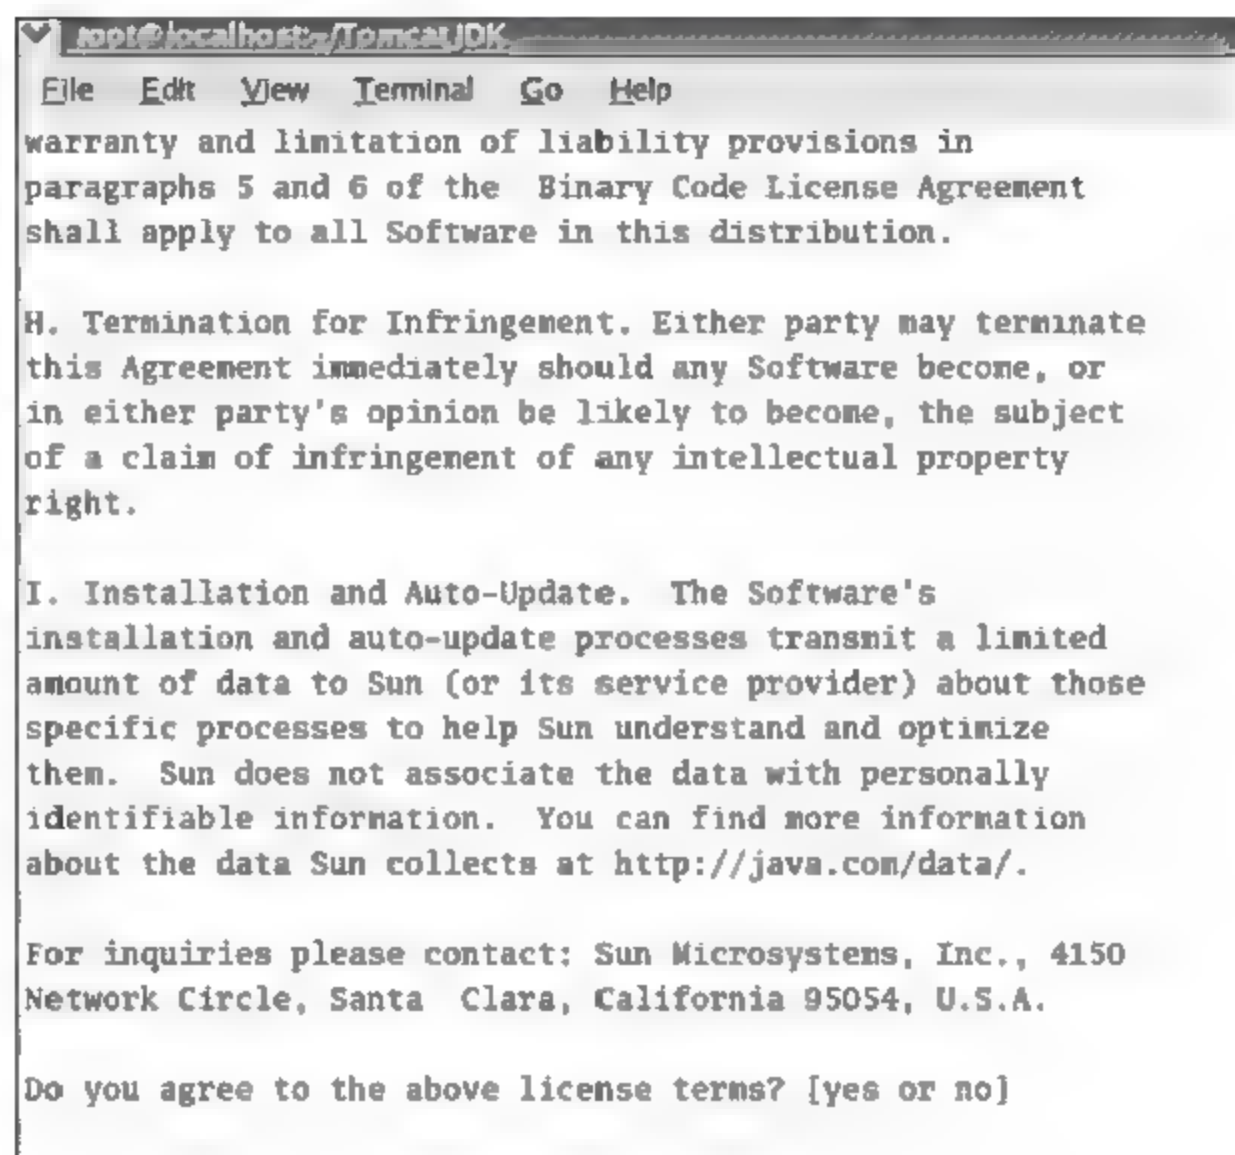 root@localhost:~/TomcatJDK
File Edit View Terminal Go Help
warranty and limitation of liability provisions in
paragraphs 5 and 6 of the  Binary Code License Agreement
shall apply to all Software in this distribution.
H. Termination for Infringement. Either party may terminate
this Agreement immediately should any Software become, or
in either party's opinion be likely to become, the subject
of a claim of infringement of any intellectual property
right.
I. Installation and Auto-Update.  The Software's
installation and auto-update processes transmit a limited
amount of data to Sun (or its service provider) about those
specific processes to help Sun understand and optimize
them.  Sun does not associate the data with personally
identifiable information.  You can find more information
about the data Sun collects at http://java.com/data/.
For inquiries please contact: Sun Microsystems, Inc., 4150
Network Circle, Santa  Clara, California 95054, U.S.A.
Do you agree to the above license terms? [yes or no]